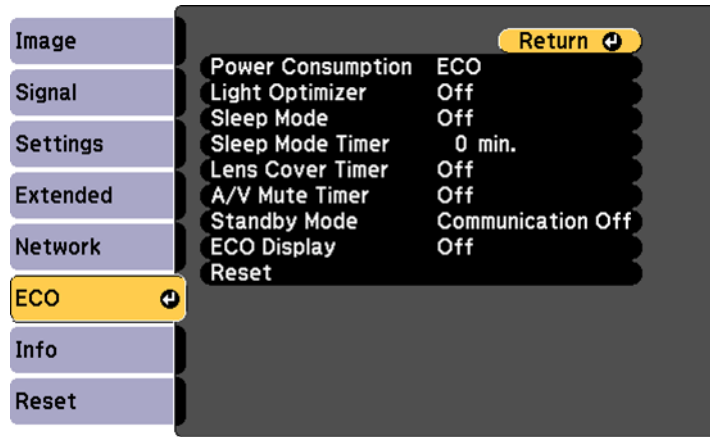 Image
Signal
Settings
Extended
Network
ECO
Info
Reset
Return
Power Consumption ECO
Light Optimizer Off
Sleep Mode Off
Sleep Mode Timer 0 min.
Lens Cover Timer Off
A/V Mute Timer Off
Standby Mode Communication Off
ECO Display Off
Reset